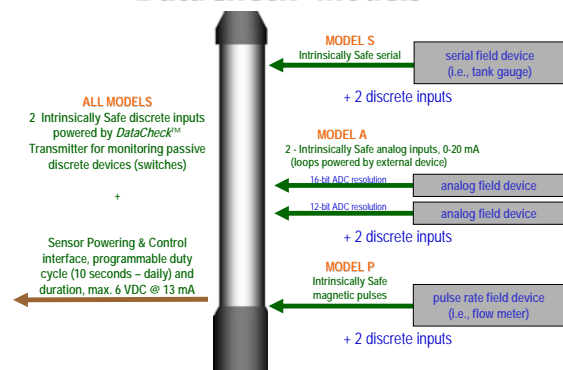 MODEL S
Intrinsically Safe serial
serial field device
(i.e., tank gauge)
+ 2 discrete inputs
ALL MODELS
2 Intrinsically Safe discrete inputs
powered by DataCheck™
Transmitter for monitoring passive
discrete devices (switches)
+
Sensor Powering & Control
interface, programmable duty
cycle (10 seconds – daily) and
duration, max. 6 VDC @ 13 mA
MODEL A
2 - Intrinsically Safe analog inputs, 0-20 mA
(loops powered by external device)
16-bit ADC resolution
analog field device
12-bit ADC resolution
analog field device
+ 2 discrete inputs
MODEL P
Intrinsically Safe
magnetic pulses
pulse rate field device
(i.e., flow meter)
+ 2 discrete inputs